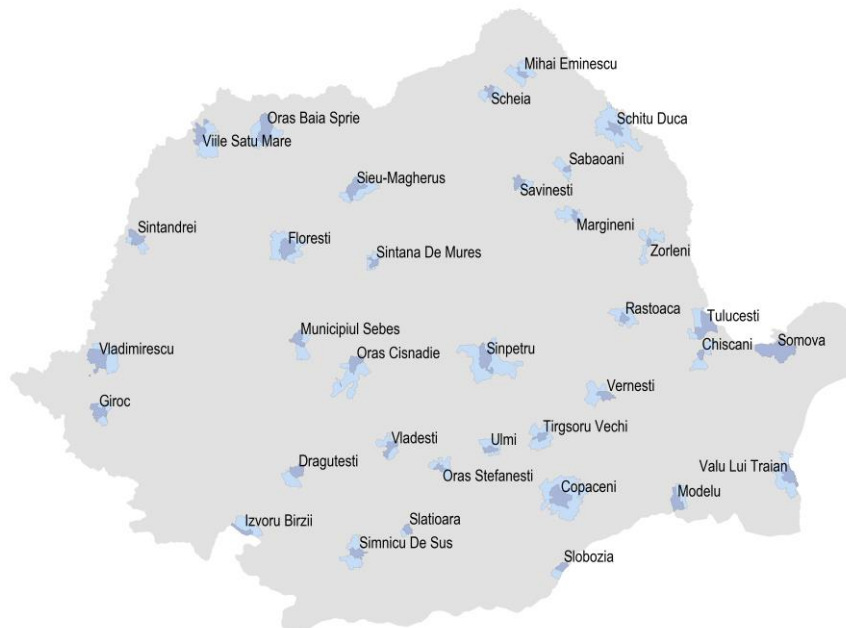 Mihai Eminescu
Scheia
Oras Baia Sprie
Schitu Duca
Viile Satu Mare
Sabaoani
Sieu-Magherus
Savinesti
Margineni
Sintandrei
Floresti
Sintana De Mures
Zorleni
Rastoaca
Tulucesti
Municipiul Sebes
Vladimirescu
Oras Cisnadie
Sinpetru
Chiscani
Somova
Vernesti
Giroc
Tirgsoru Vechi
Vladesti
Ulmi
Dragutesti
Oras Stefanesti
Valu Lui Traian
Copaceni
Modelu
Izvoru Birzii
Slatioara
Simnicu De Sus
Slobozia